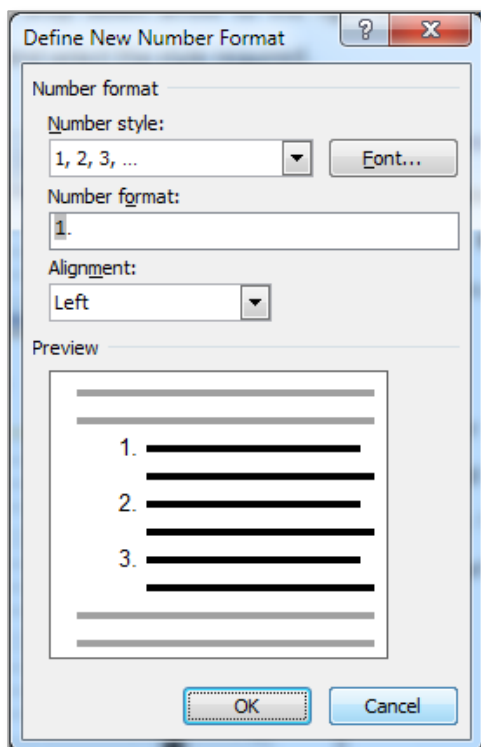 Define New Number Format
Number format
Number style:
1, 2, 3, ...
Font...
Number format:
1.
Alignment:
Left
Preview
1.
2.
3.
OK
Cancel